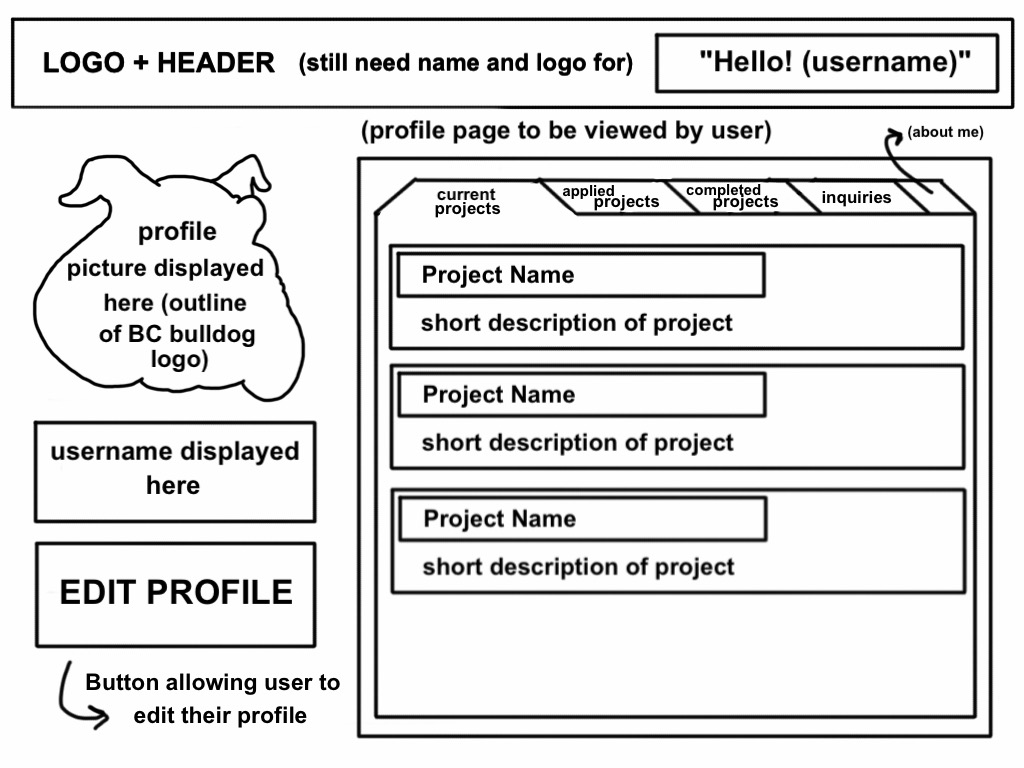 LOGO + HEADER (still need name and logo for)
"Hello! (username)"
(profile page to be viewed by user)
(about me)
current
projects
applied
projects
completed
projects
inquiries
profile
picture displayed
here (outline
of BC bulldog
logo)
username displayed
here
EDIT PROFILE
Button allowing user to
edit their profile
Project Name
short description of project
Project Name
short description of project
Project Name
short description of project